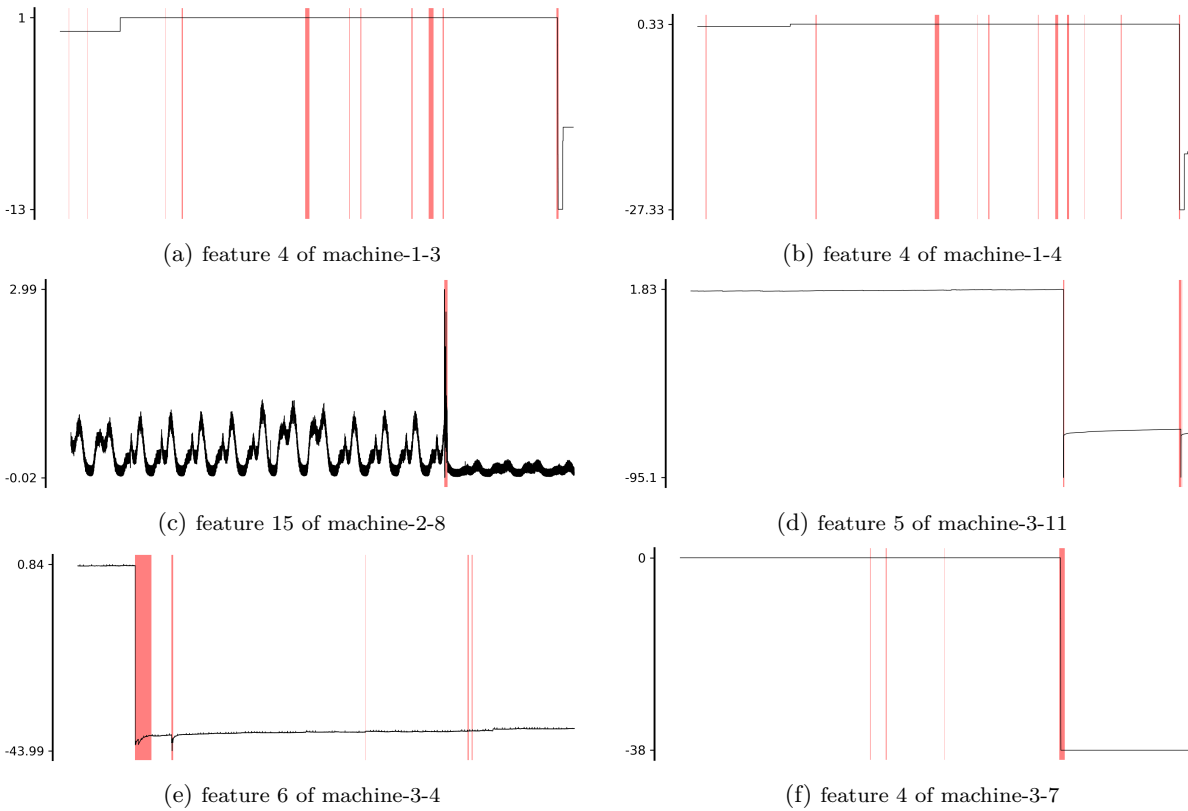 1
-13
(a) feature 4 of machine-1-3
0.33
-27.33
(b) feature 4 of machine-1-4
2.99
-0.02
(c) feature 15 of machine-2-8
1.83
-95.1
(d) feature 5 of machine-3-11
0.84
-43.99
(e) feature 6 of machine-3-4
0
-38
(f) feature 4 of machine-3-7